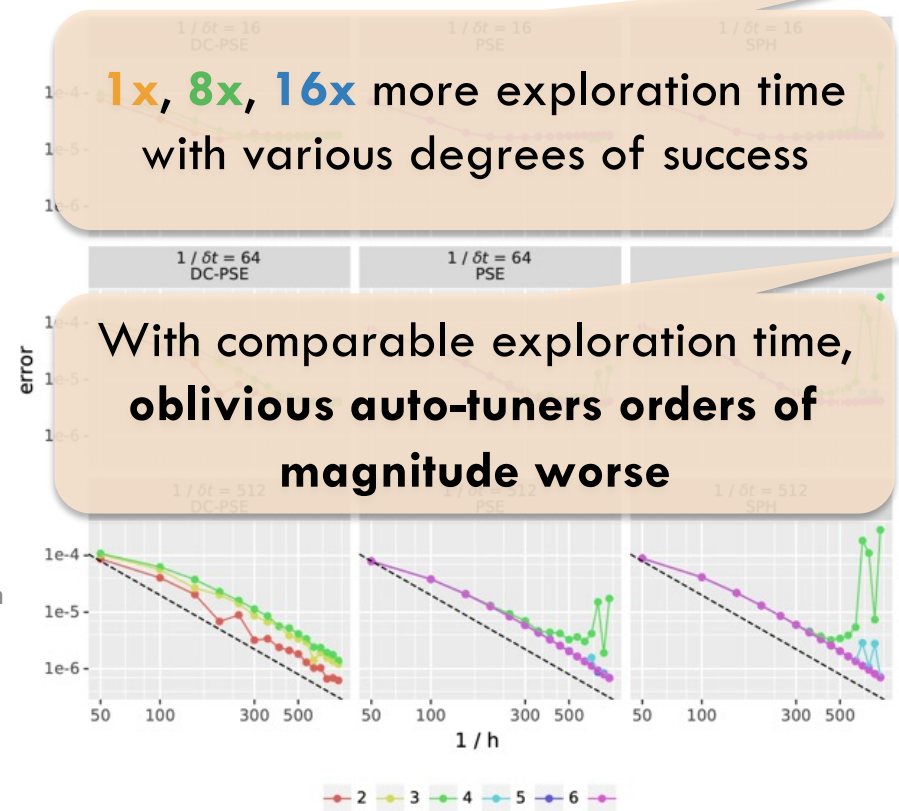 1 / δt = 16
DC-PSE
1 / δt = 16
PSE
1 / δt = 16
SPH
1x, 8x, 16x more exploration time
with various degrees of success
1e-4
1e-5
1e-6
1 / δt = 64
DC-PSE
1 / δt = 64
PSE
With comparable exploration time,
oblivious auto-tuners orders of
magnitude worse
error
1e-4
1e-5
1e-6
1 / δt = 512
DC-PSE
1 / δt = 512
PSE
1 / δt = 512
SPH
1e-4
1e-5
1e-6
50 100 300 500
50 100 300 500
50 100 300 500
1 / h
2 3 4 5 6